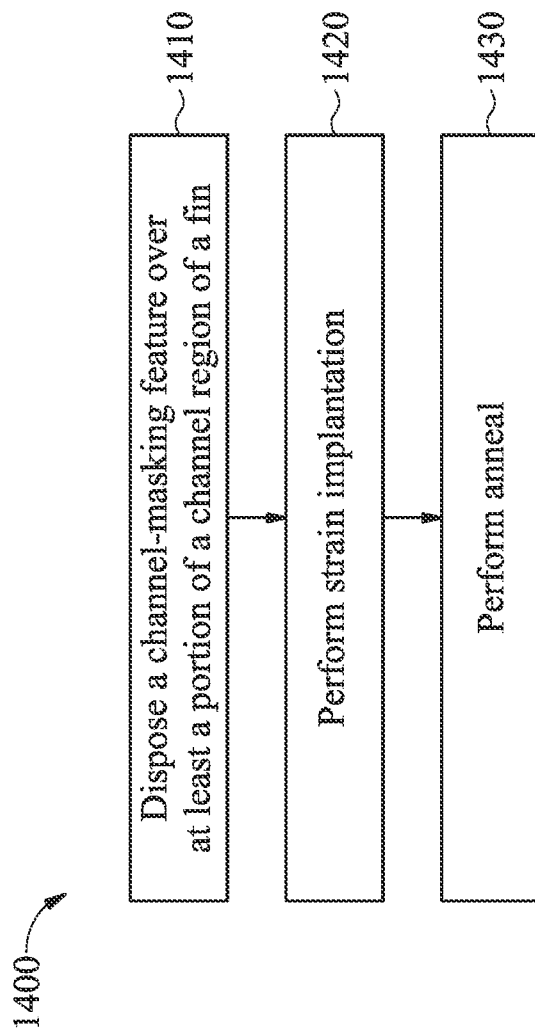 1400
Dispose a channel-masking feature over
at least a portion of a channel region of a fin
1410
Perform strain implantation
1420
Perform anneal
1430